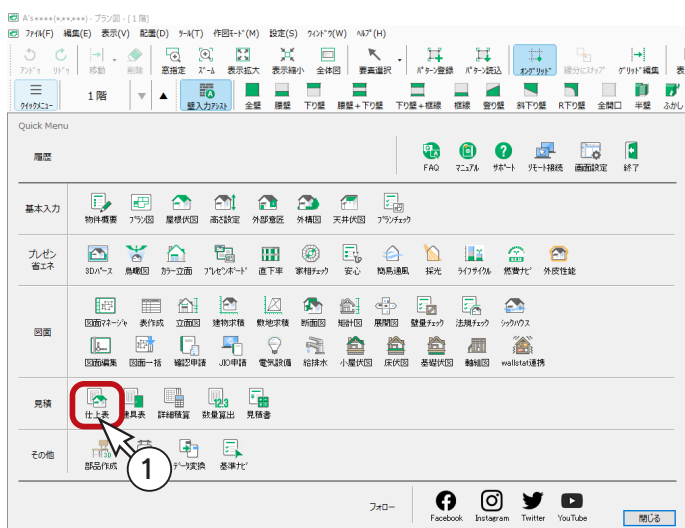 A's****(*.**,***) - プラン図 - [1 階]
ファイル(F) 編集(E) 表示(V) 配置(D) ツール(T) 作図モード(M) 設定(S) ウィンドウ(W) ヘルプ(H)
アンドゥ リドゥ 移動 削除 窓指定 ズーム 表示拡大 表示縮小 全体図 要素選択 パターン登録 パターン読込 オングリッド 線分にスナップ グリッド編集 表
クイックメニュー 1 階 壁入力アシスト 全壁 腰壁 下り壁 腰壁+下り壁 下り壁+框線 框線 登り壁 斜下り壁 R下り壁 全開口 半壁 ふかし
Quick Menu
履歴
FAQ マニュアル サポート リモート接続 画面設定 終了
基本入力
物件概要 プラン図 屋根伏図 高さ設定 外部意匠 外構図 天井伏図 プランチェック
プレゼン
省エネ
3Dパース 鳥瞰図 カラー立面 プレゼンボード 直下率 家相チェック 安心 簡易通風 採光 ライフサイクル 燃費ナビ 外皮性能
図面
図面マネージャ 表作成 立面図 建物求積 敷地求積 断面図 矩計図 展開図 壁量チェック 法規チェック シックハウス
図面編集 図面一括 確認申請 JIO申請 電気設備 給排水 小屋伏図 床伏図 基礎伏図 軸組図 wallstat連携
見積
仕上表 建具表 詳細積算 数量算出 見積書
その他
部品作成 データ変換 基準ナビ
1
フォロー
Facebook Instagram Twitter YouTube
閉じる